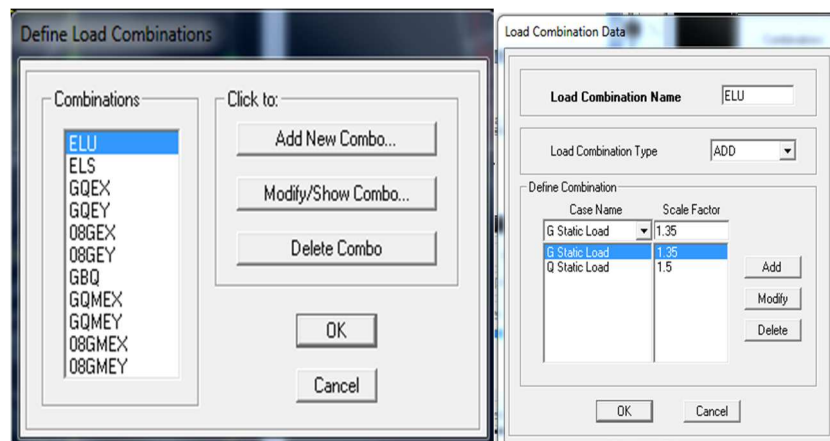 Define Load Combinations
Combinations
ELU
ELS
GQEX
GQEY
08GEX
08GEY
GBQ
GQMEX
GQMEY
08GMEX
08GMEY
Click to:
Add New Combo...
Modify/Show Combo...
Delete Combo
OK
Cancel
Load Combination Data
Load Combination Name ELU
Load Combination Type ADD
Define Combination
Case Name Scale Factor
G Static Load 1.35
G Static Load 1.35
Q Static Load 1.5
Add
Modify
Delete
OK Cancel